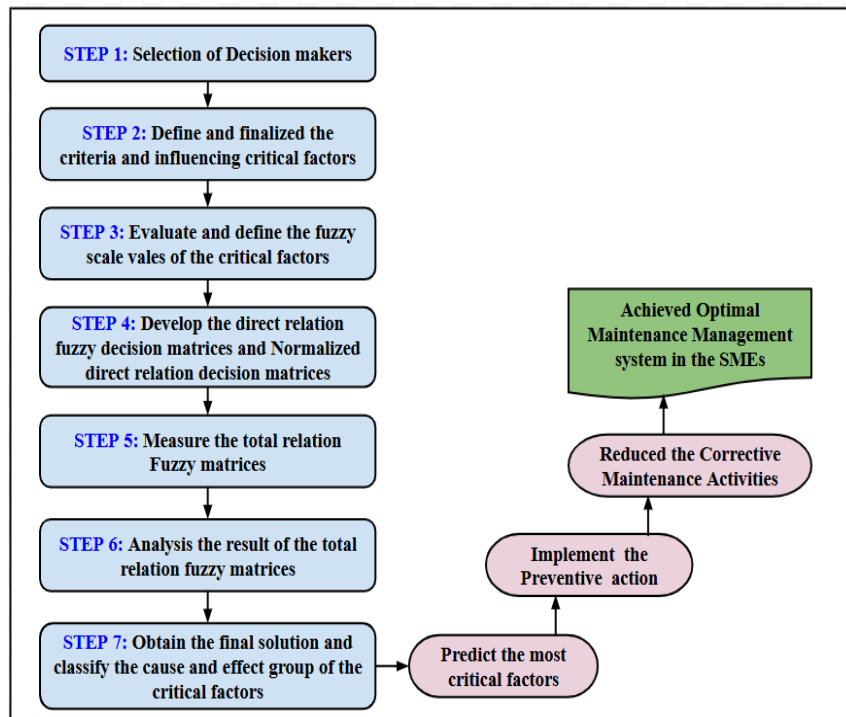 STEP 1: Selection of Decision makers
STEP 2: Define and finalized the
criteria and influencing critical factors
STEP 3: Evaluate and define the fuzzy
scale vales of the critical factors
STEP 4: Develop the direct relation
fuzzy decision matrices and Normalized
direct relation decision matrices
STEP 5: Measure the total relation
Fuzzy matrices
STEP 6: Analysis the result of the total
relation fuzzy matrices
STEP 7: Obtain the final solution and
classify the cause and effect group of the
critical factors
Predict the most
critical factors
Implement the
Preventive action
Reduced the Corrective
Maintenance Activities
Achieved Optimal
Maintenance Management
system in the SMEs